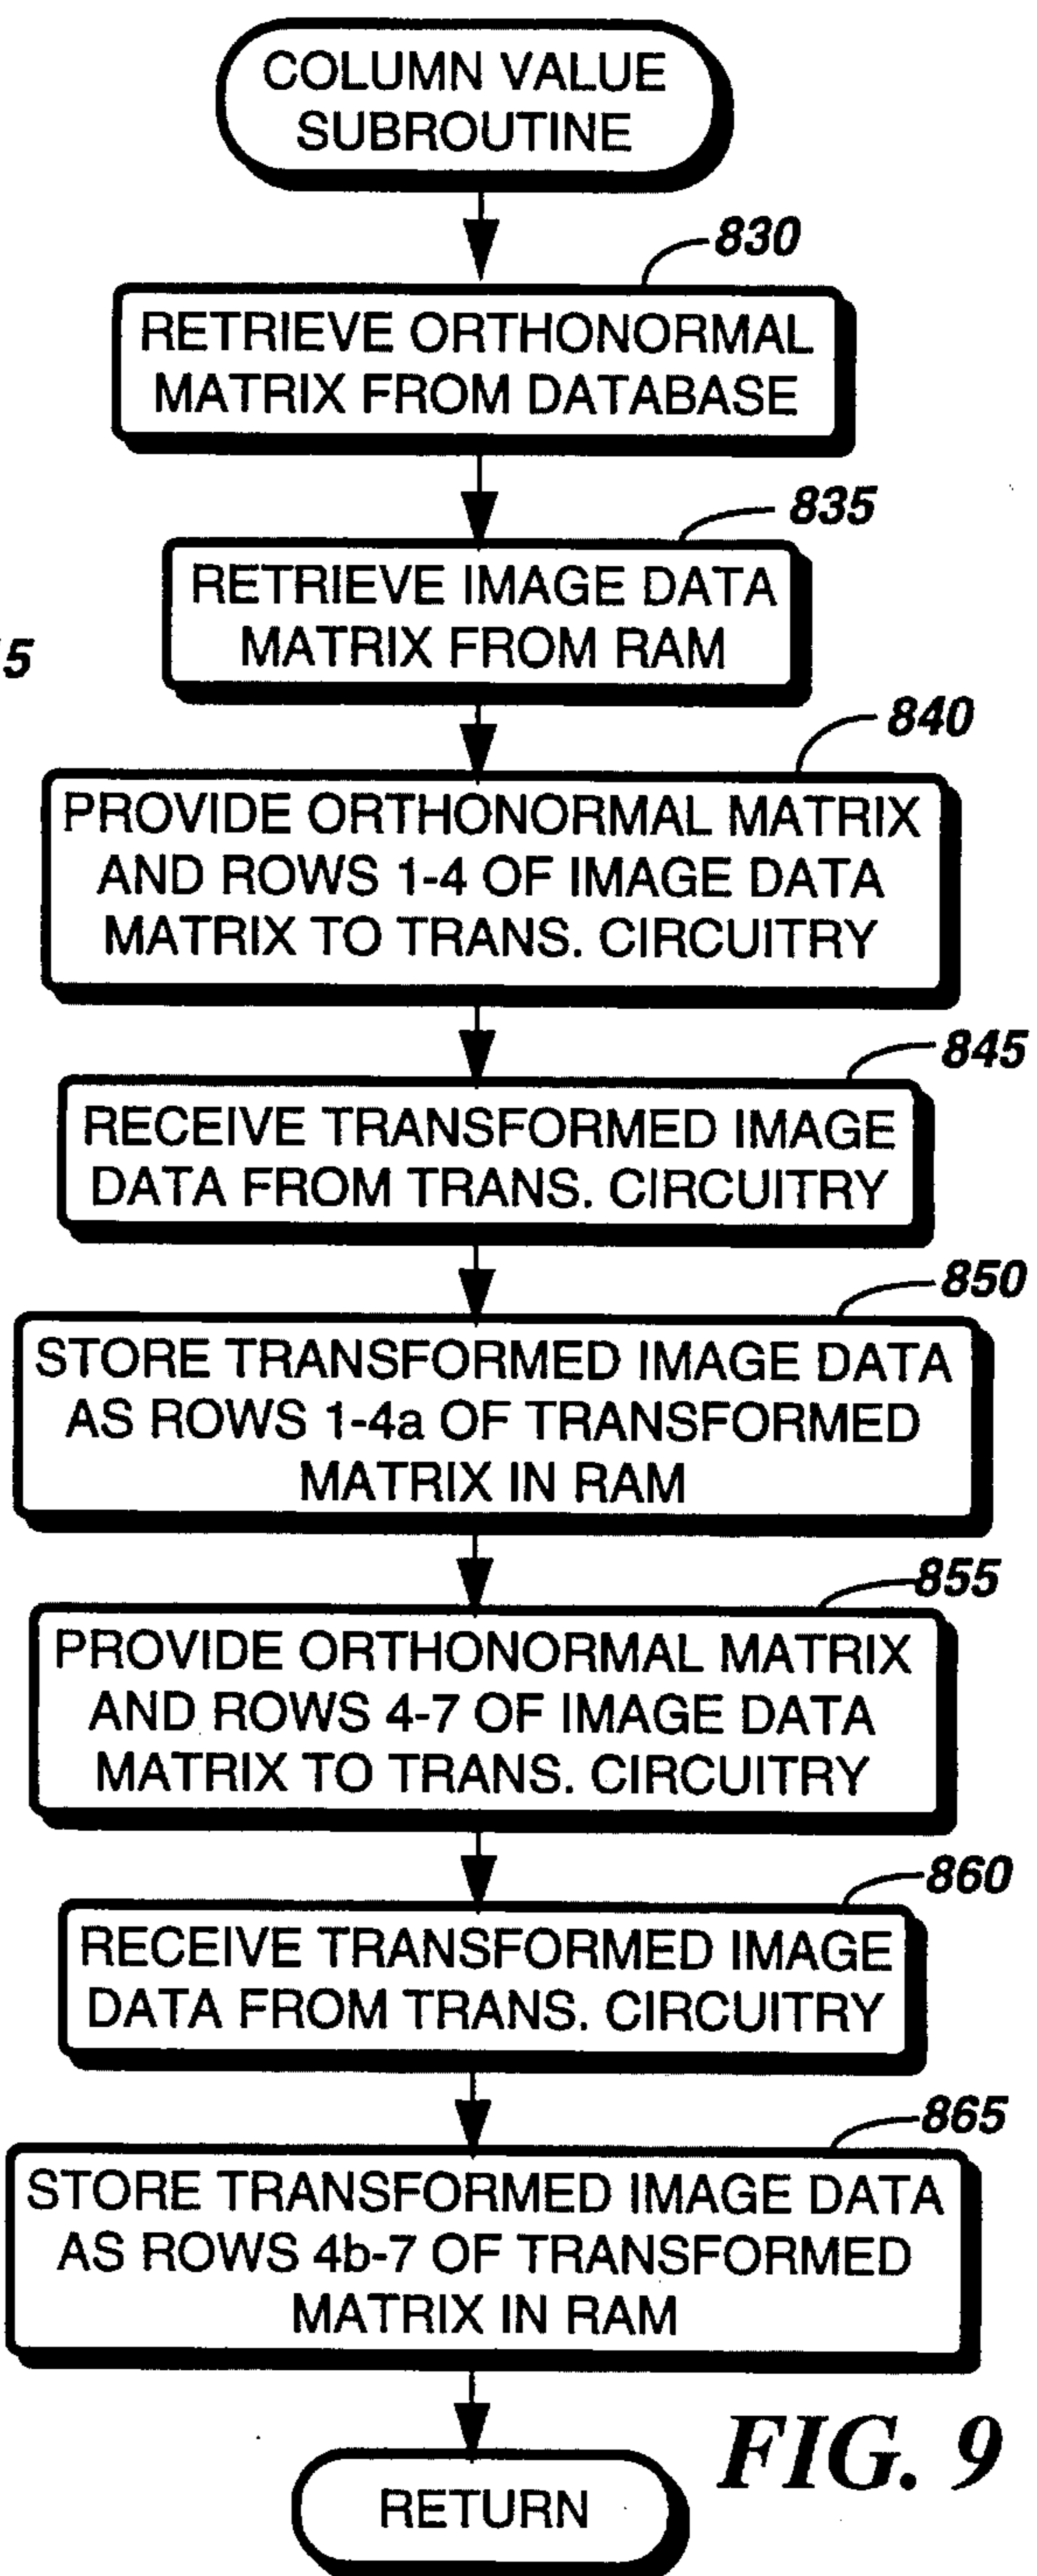 COLUMN VALUE
SUBROUTINE
830
RETRIEVE ORTHONORMAL
MATRIX FROM DATABASE
835
RETRIEVE IMAGE DATA
MATRIX FROM RAM
5
840
PROVIDE ORTHONORMAL MATRIX
AND ROWS 1-4 OF IMAGE DATA
MATRIX TO TRANS. CIRCUITRY
845
RECEIVE TRANSFORMED IMAGE
DATA FROM TRANS. CIRCUITRY
850
STORE TRANSFORMED IMAGE DATA
AS ROWS 1-4a OF TRANSFORMED
MATRIX IN RAM
855
PROVIDE ORTHONORMAL MATRIX
AND ROWS 4-7 OF IMAGE DATA
MATRIX TO TRANS. CIRCUITRY
860
RECEIVE TRANSFORMED IMAGE
DATA FROM TRANS. CIRCUITRY
865
STORE TRANSFORMED IMAGE DATA
AS ROWS 4b-7 OF TRANSFORMED
MATRIX IN RAM
RETURN
FIG. 9